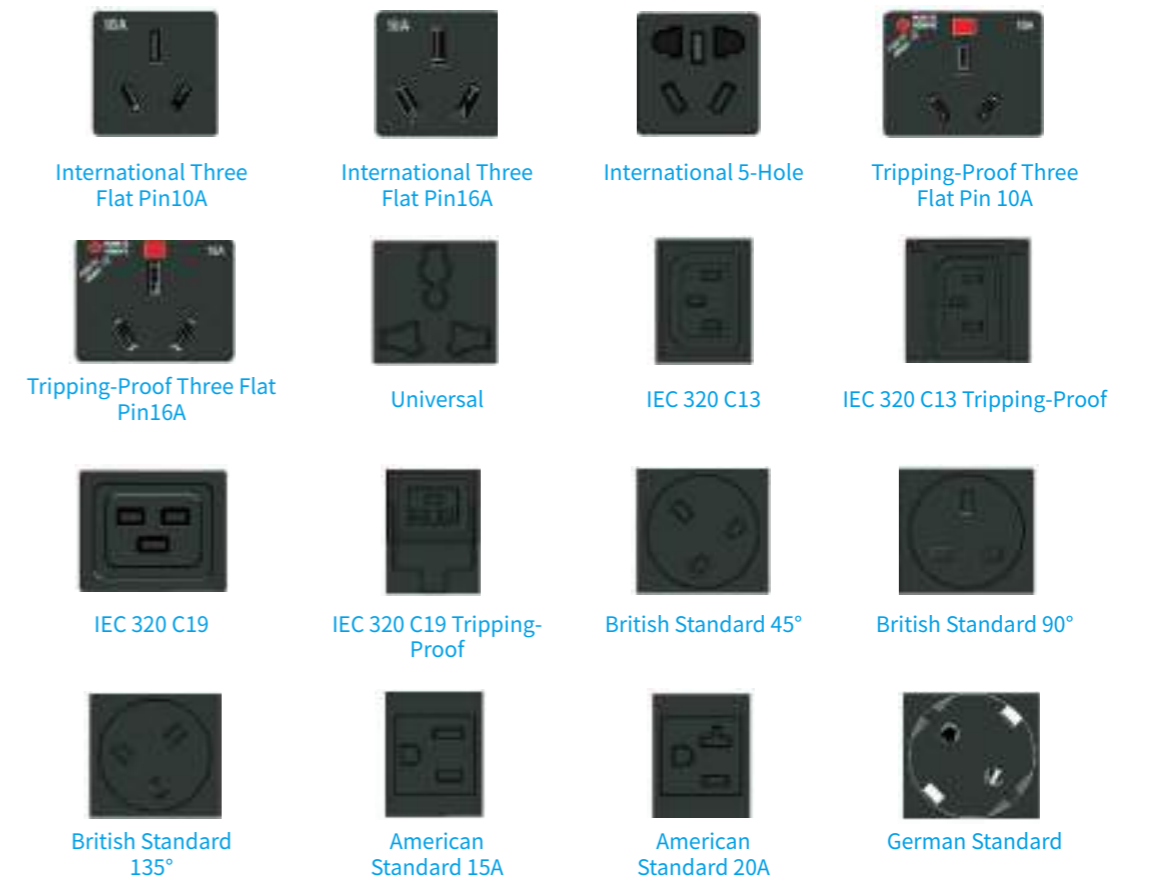 10A
16A
10A
International Three
Flat Pin10A
International Three
Flat Pin16A
International 5-Hole
Tripping-Proof Three
Flat Pin 10A
16A
Tripping-Proof Three Flat
Pin16A
Universal
IEC 320 C13
IEC 320 C13 Tripping-Proof
IEC 320 C19
IEC 320 C19 Tripping-
Proof
British Standard 45°
British Standard 90°
British Standard
135°
American
Standard 15A
American
Standard 20A
German Standard